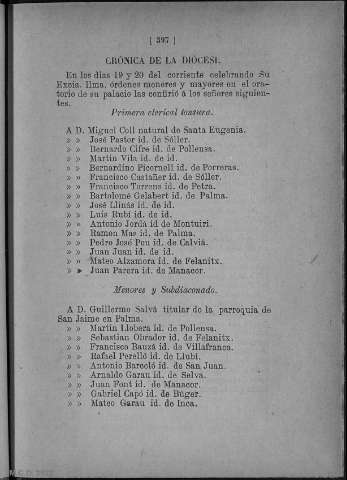 [ 397 ]
CRÓNICA DE LA DIÓCESI.
En los dias 19 y 20 del corriente celebrando Su
Excia. Ilma. órdenes menores y mayores en el ora-
torio de su palacio las confirió á los señores siguien-
tes.
Primera clerical tonsura.
A D. Miguel Coll natural de Santa Eugenia.
» » José Pastor id. de Sóller.
» » Bernardo Cifre id. de Pollensa.
» » Martin Vila id. de id.
» » Bernardino Picornell id. de Porreras.
» » Francisco Castañer id. de Sóller.
» » Francisco Torrens id. de Petra.
» » Bartolomé Gelabert id. de Palma.
» » José Llinás id. de id.
» » Luis Rubí id. de id.
» » Antonio Jordá id de Montuiri.
» » Ramon Mas id. de Palma.
» » Pedro José Pou id. de Calviá.
» » Juan Juan id. de id.
» » Mateo Alzamora id. de Felanitx.
» » Juan Parera id. de Manacor.
Menores y Subdiaconado.
A D. Guillermo Salvá titular de la parroquia de
San Jaime en Palma.
» » Martin Llobera id. de Pollensa.
» » Sebastian Obrador id. de Felanitx.
» » Francisco Bauzá id. de Villafranca.
» » Rafael Perelló id. de Llubí.
» » Antonio Barceló id. de San Juan.
» » Arnaldo Garau id. de Selva.
» » Juan Font id. de Manacor.
» » Gabriel Capó id. de Búger.
» » Mateo Garau id. de Inca.